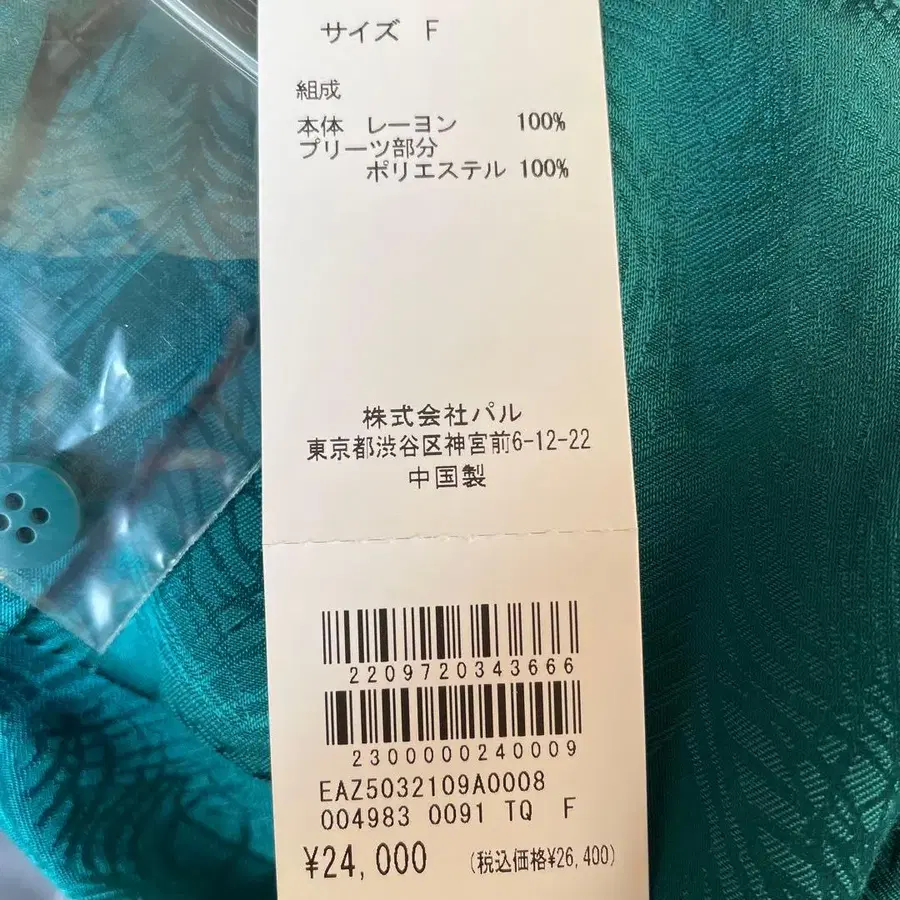 サイズ F
組成
本体 レーヨン 100%
プリーツ部分
ポリエステル 100%
株式会社パル
東京都渋谷区神宮前6-12-22
中国製
2209720343666
2300000240009
EAZ5032109A0008
004983 0091 TQ F
¥24,000 (税込価格¥26,400)